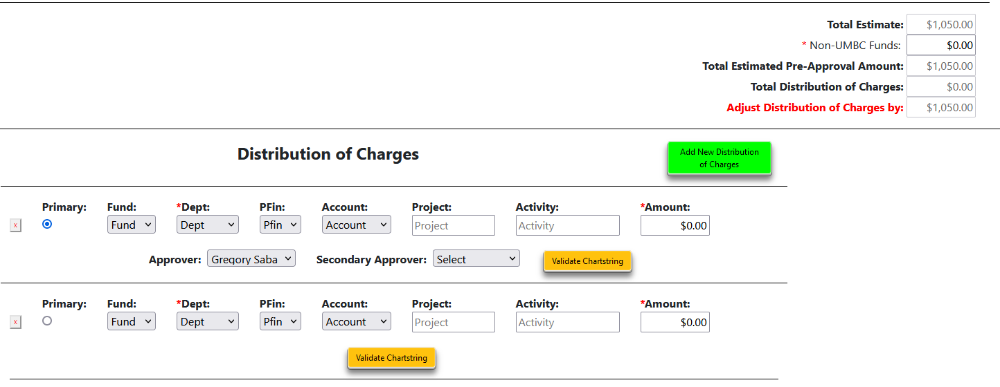 Total Estimate: $1,050.00
* Non-UMBC Funds: $0.00
Total Estimated Pre-Approval Amount: $1,050.00
Total Distribution of Charges: $0.00
Adjust Distribution of Charges by: $1,050.00
Distribution of Charges
Add New Distribution
of Charges
Primary: Fund: *Dept: PFin: Account: Project: Activity: *Amount:
x Fund Dept Pfin Account Project Activity $0.00
Approver: Gregory Saba Secondary Approver: Select Validate Chartstring
Primary: Fund: *Dept: PFin: Account: Project: Activity: *Amount:
x Fund Dept Pfin Account Project Activity $0.00
Validate Chartstring